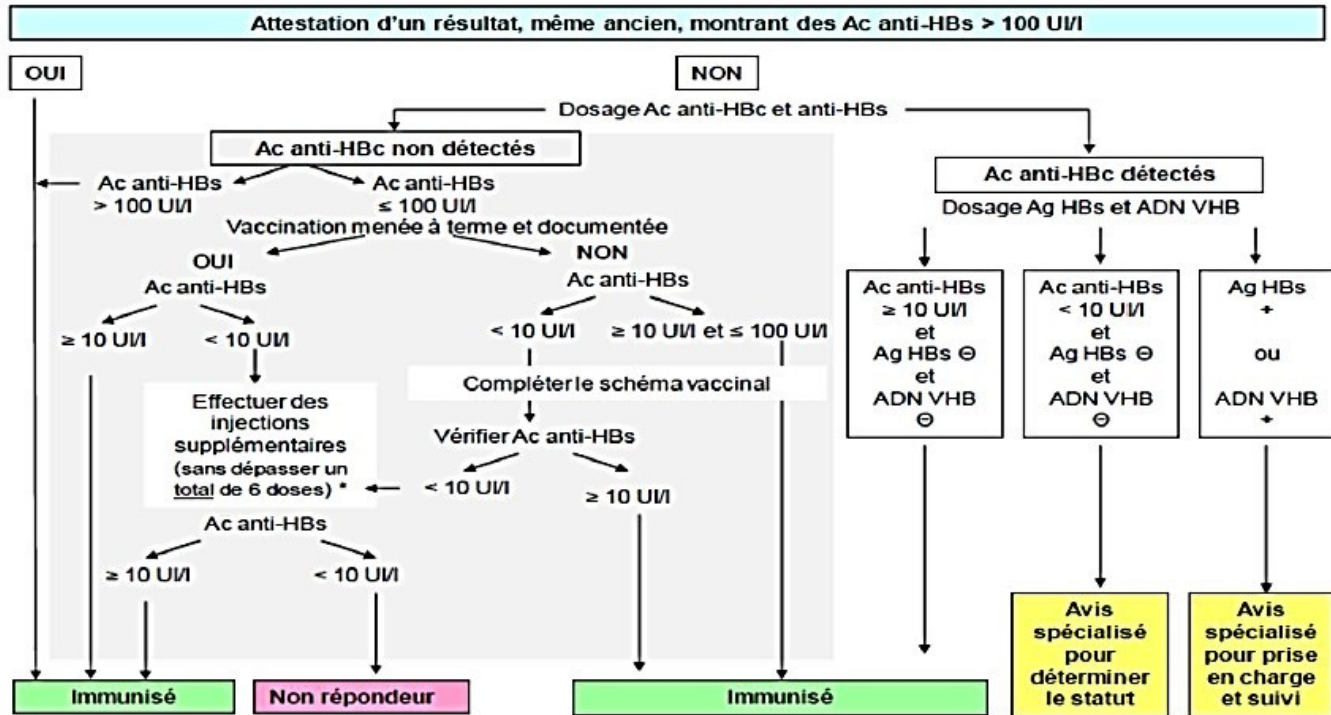 Attestation d'un résultat, même ancien, montrant des Ac anti-HBs > 100 UI/l
OUI
NON
Dosage Ac anti-HBc et anti-HBs
Ac anti-HBc non détectés
Ac anti-HBs
> 100 UI/l
Ac anti-HBs
≤ 100 UI/l
Vaccination menée à terme et documentée
OUI
Ac anti-HBs
≥ 10 UI/l
< 10 UI/l
Effectuer des
injections
supplémentaires
(sans dépasser un
total de 6 doses) *
Ac anti-HBs
≥ 10 UI/l
< 10 UI/l
NON
Ac anti-HBs
< 10 UI/l
≥ 10 UI/l et ≤ 100 UI/l
Compléter le schéma vaccinal
Vérifier Ac anti-HBs
< 10 UI/l
≥ 10 UI/l
Ac anti-HBc détectés
Dosage Ag HBs et ADN VHB
Ac anti-HBs
≥ 10 UI/l
et
Ag HBs ⊖
et
ADN VHB
⊖
Ac anti-HBs
< 10 UI/l
et
Ag HBs ⊖
et
ADN VHB
⊖
Ag HBs
+
ou
ADN VHB
+
Immunisé
Non répondeur
Immunisé
Avis
spécialisé
pour
déterminer
le statut
Avis
spécialisé
pour prise
en charge
et suivi